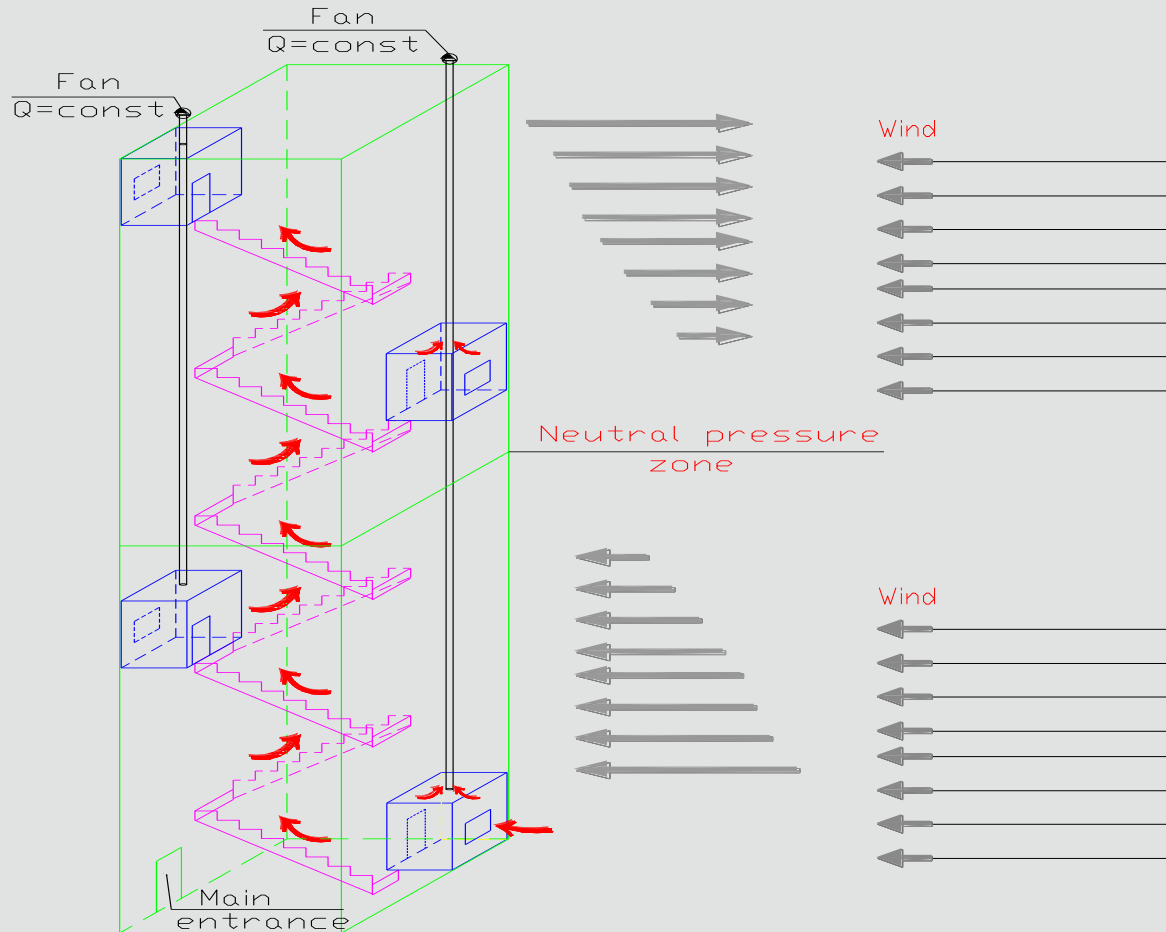 Fan
Q=const
Fan
Q=const
Wind
Neutral pressure
zone
Wind
Main
entrance